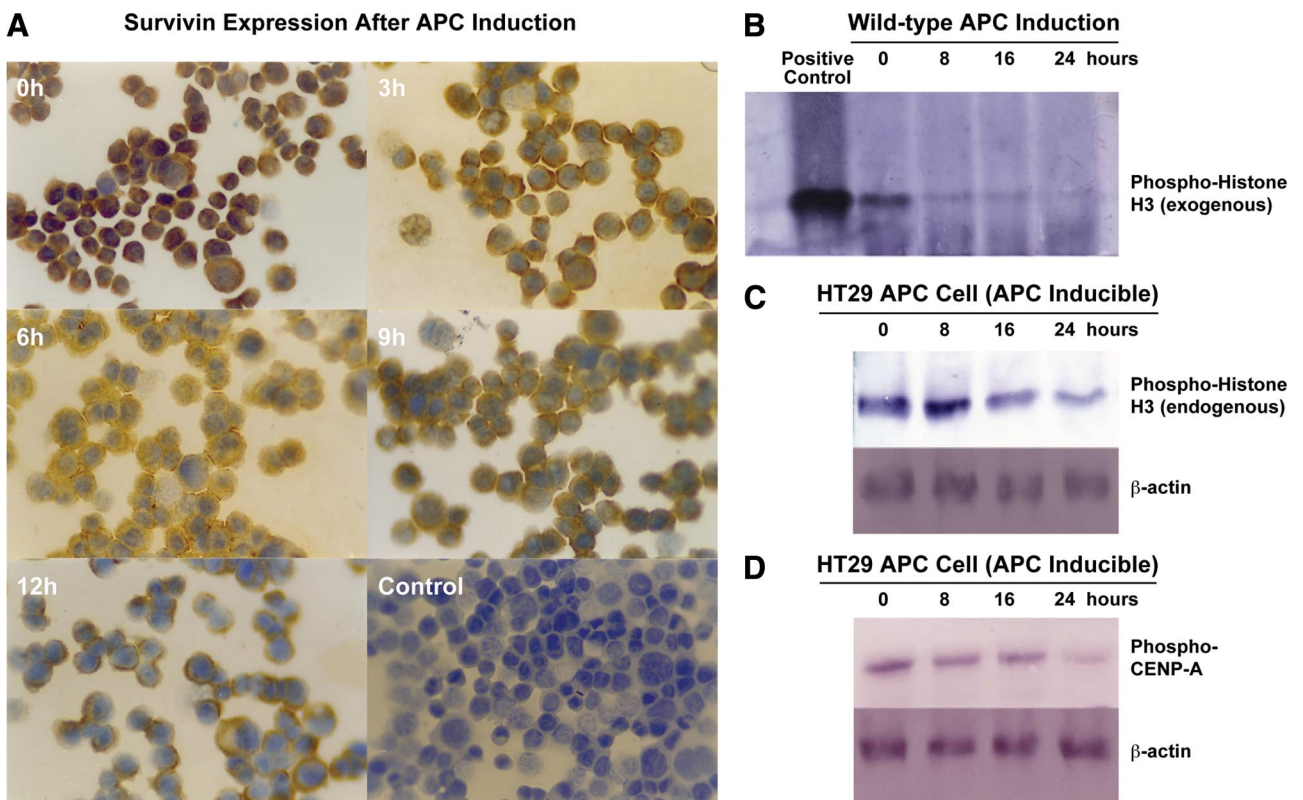 A
Survivin Expression After APC Induction
0h
3h
6h
9h
12h
Control
B
Wild-type APC Induction
Positive
Control
0 8 16 24 hours
Phospho-Histone
H3 (exogenous)
C
HT29 APC Cell (APC Inducible)
0 8 16 24 hours
Phospho-Histone
H3 (endogenous)
β-actin
D
HT29 APC Cell (APC Inducible)
0 8 16 24 hours
Phospho-
CENP-A
β-actin